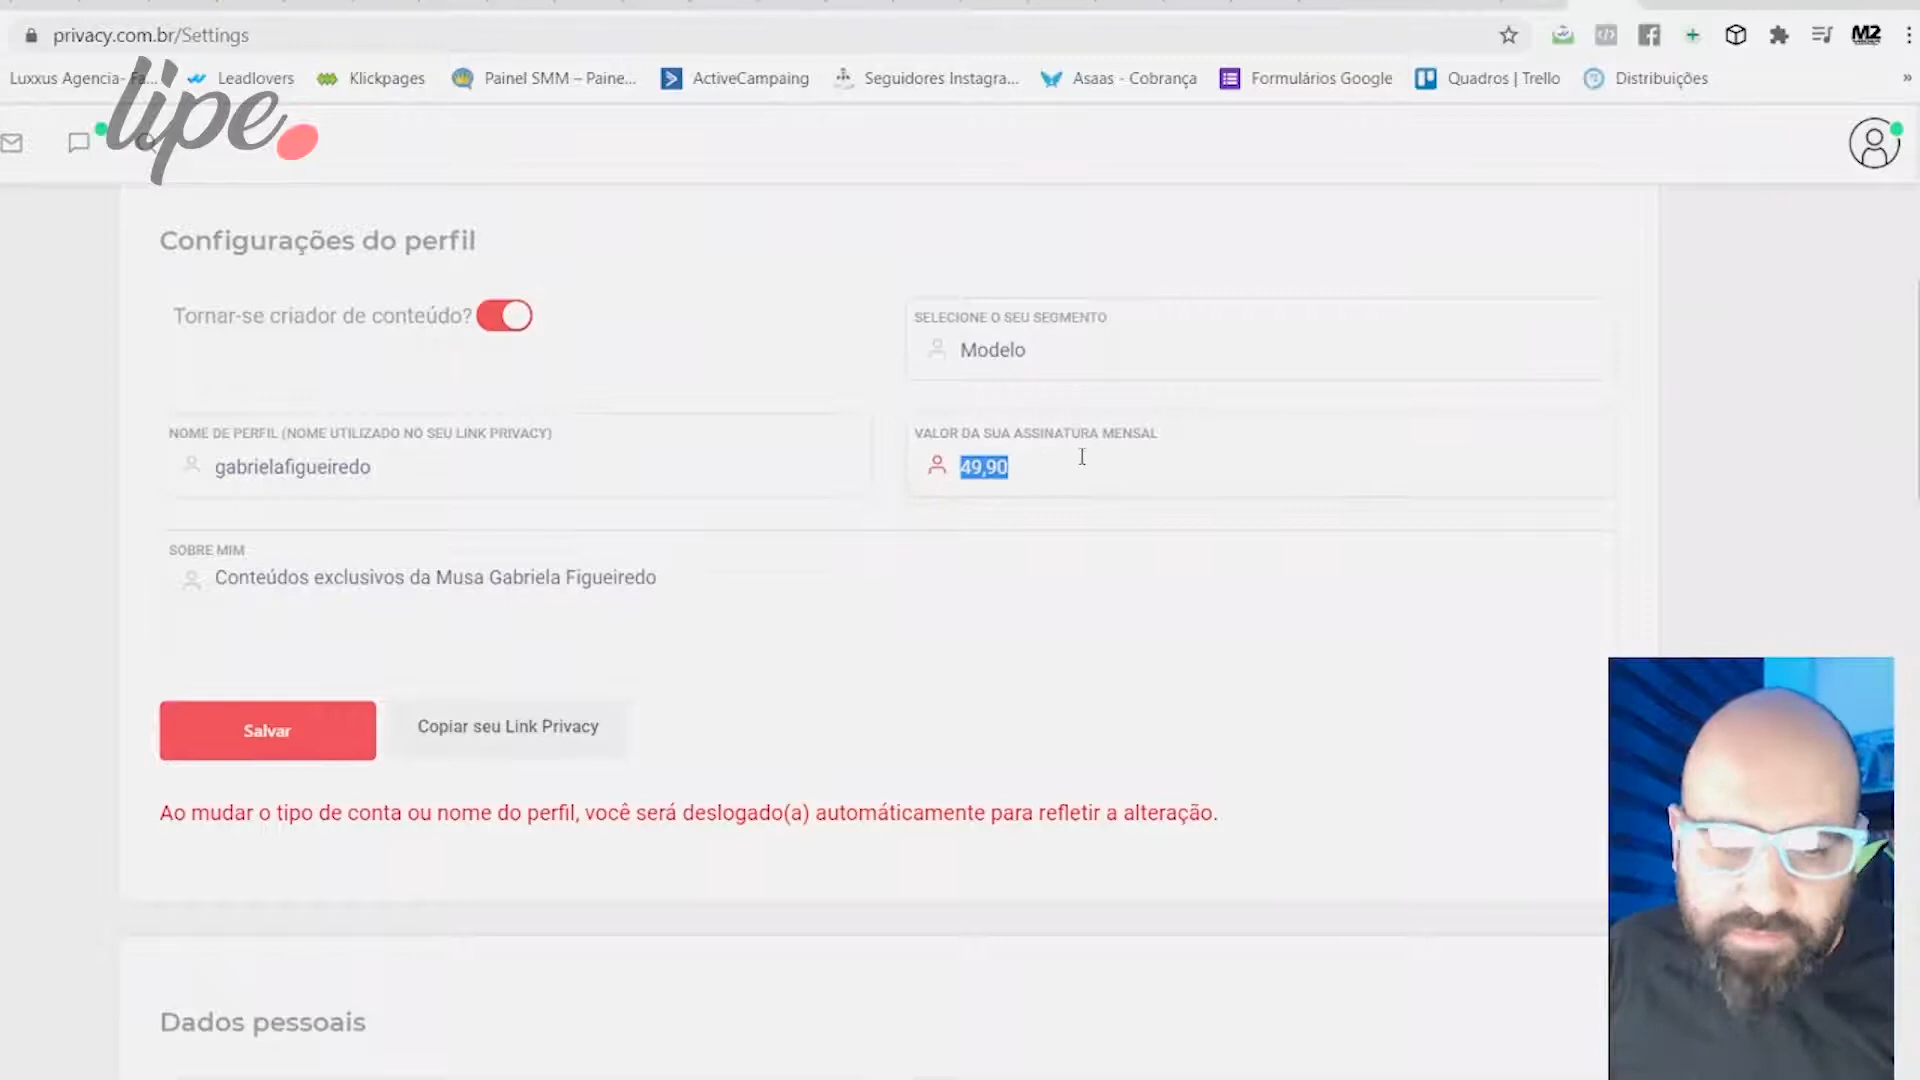 privacy.com.br/Settings
M2
Luxxus Agencia- Fa... Leadlovers Klickpages Painel SMM – Paine... ActiveCampaing Seguidores Instagra... Asaas - Cobrança Formulários Google Quadros | Trello Distribuições »
lipe
Configurações do perfil
Tornar-se criador de conteúdo?
SELECIONE O SEU SEGMENTO
Modelo
NOME DE PERFIL (NOME UTILIZADO NO SEU LINK PRIVACY)
gabrielafigueiredo
VALOR DA SUA ASSINATURA MENSAL
49,90
SOBRE MIM
Conteúdos exclusivos da Musa Gabriela Figueiredo
Salvar
Copiar seu Link Privacy
Ao mudar o tipo de conta ou nome do perfil, você será deslogado(a) automáticamente para refletir a alteração.
Dados pessoais